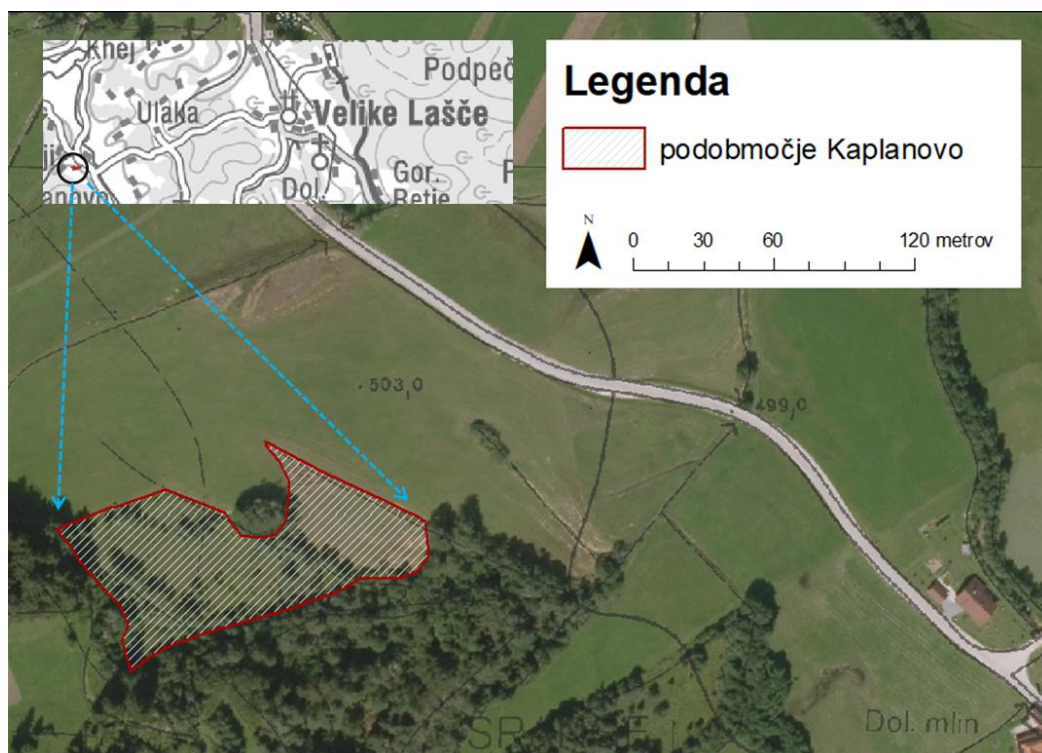 Khej
Podpeč
Ulaka
Velike Lašče
Gor.
Retje
Dol.
Legenda
podobmočje Kaplanovo
N
0 30 60 120 metrov
503,0
499,0
Dol. mlin